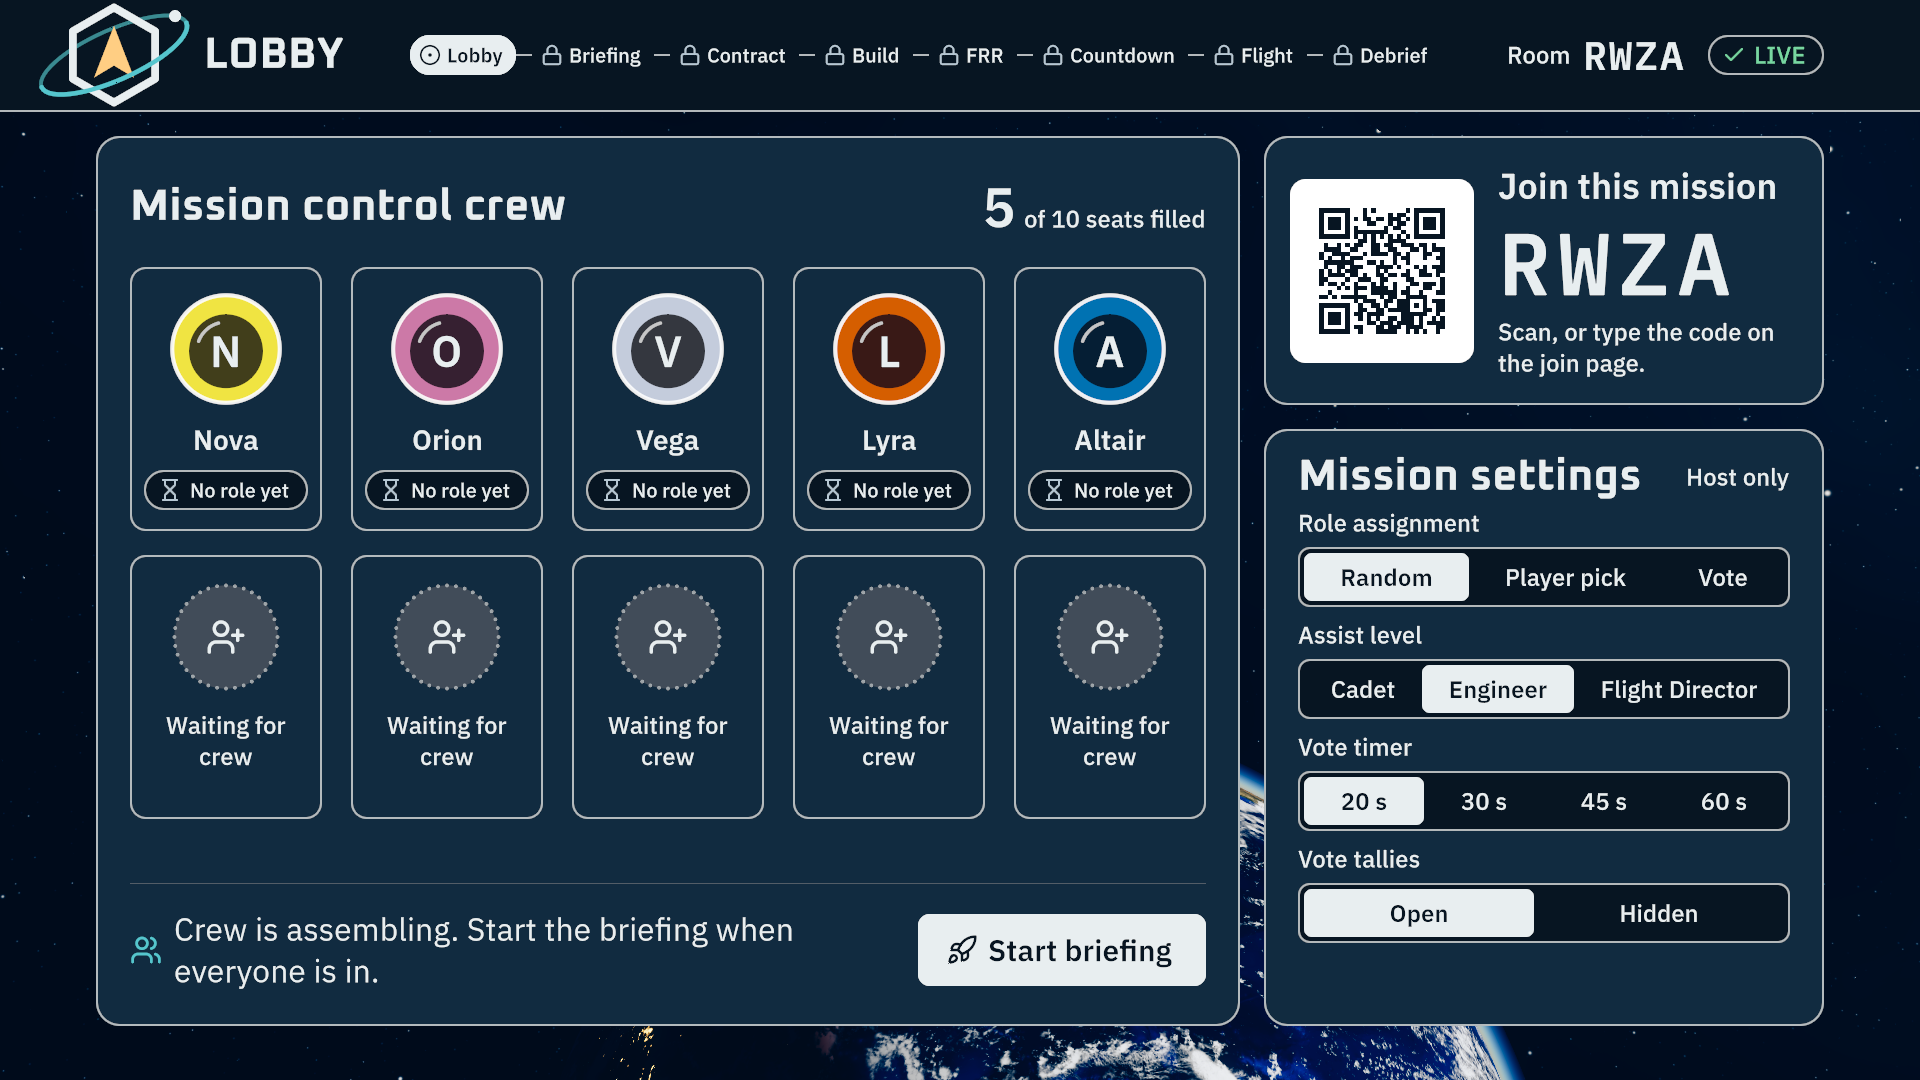 LOBBY
Lobby
Briefing
Contract
Build
FRR
Countdown
Flight
Debrief
Room RWZA
LIVE
Mission control crew
5 of 10 seats filled
N
O
V
L
A
Nova
Orion
Vega
Lyra
Altair
No role yet
No role yet
No role yet
No role yet
No role yet
Waiting for
crew
Waiting for
crew
Waiting for
crew
Waiting for
crew
Waiting for
crew
Crew is assembling. Start the briefing when
everyone is in.
Start briefing
Join this mission
RWZA
Scan, or type the code on
the join page.
Mission settings
Host only
Role assignment
Random
Player pick
Vote
Assist level
Cadet
Engineer
Flight Director
Vote timer
20 s
30 s
45 s
60 s
Vote tallies
Open
Hidden